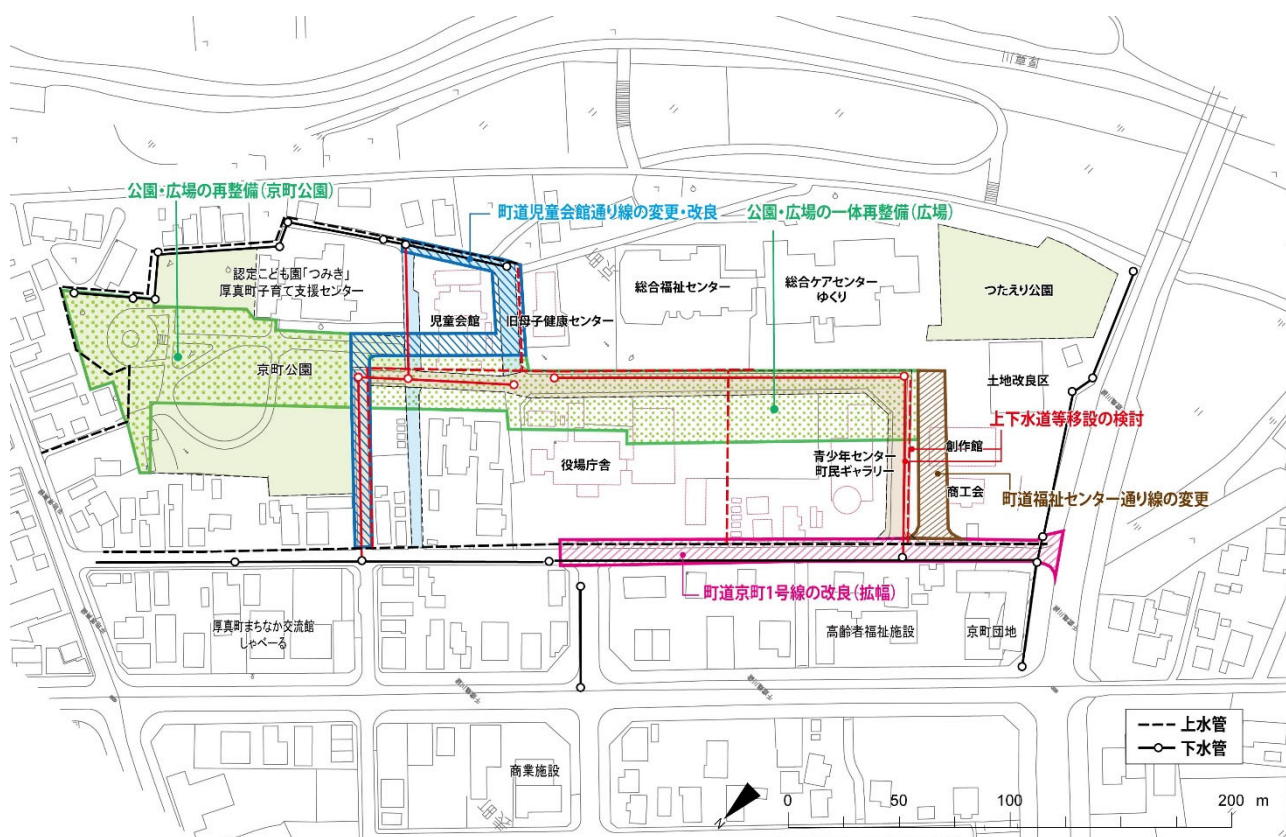 公園・広場の再整備(京町公園)
町道児童会館通り線の変更・改良
公園・広場の一体再整備(広場)
認定こども園「つみき」
厚真町子育て支援センター
児童会館
旧母子健康センター
総合福祉センター
総合ケアセンター
ゆくり
つたえり公園
京町公園
土地改良区
上下水道等移設の検討
役場庁舎
青少年センター
町民ギャラリー
創作館
商工会
町道福祉センター通り線の変更
町道京町1号線の改良(拡幅)
厚真町まちなか交流館
しゃべーる
高齢者福祉施設
京町団地
商業施設
上水管
下水管
N
0 50 100 200 m